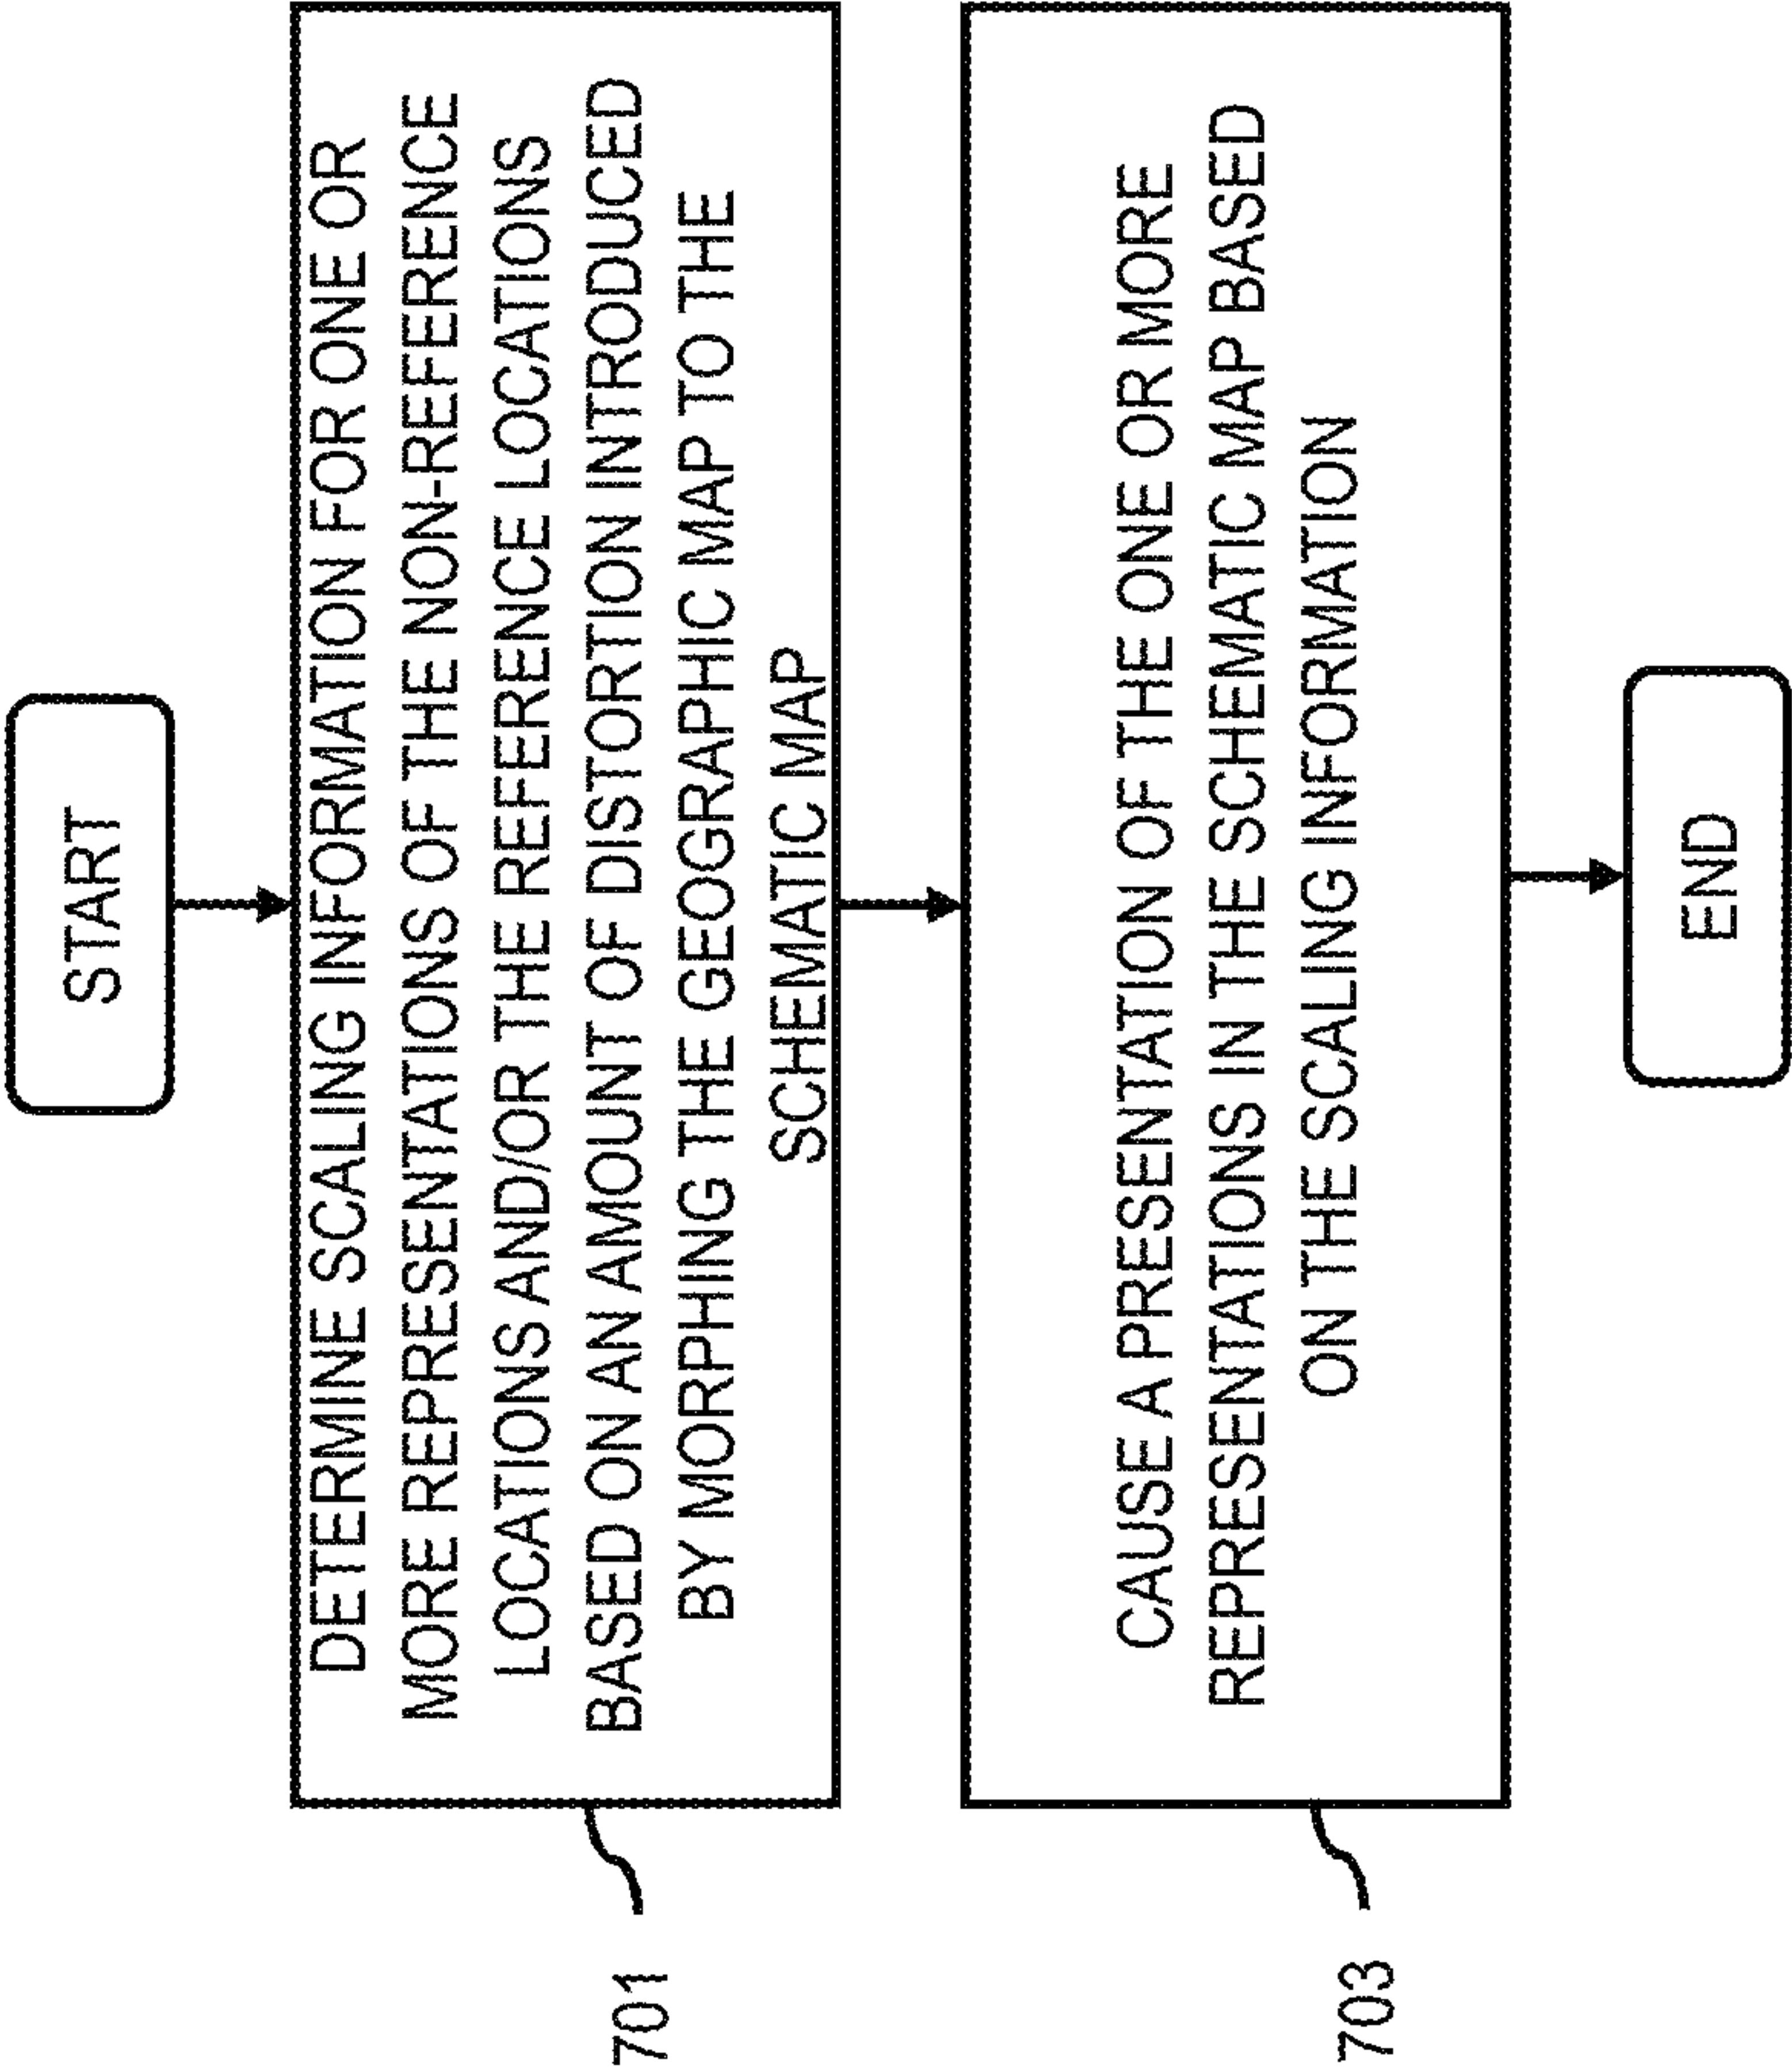 START
DETERMINE SCALING INFORMATION FOR ONE OR
MORE REPRESENTATIONS OF THE NON-REFERENCE
LOCATIONS AND/OR THE REFERENCE LOCATIONS
BASED ON AN AMOUNT OF DISTORTION INTRODUCED
BY MORPHING THE GEOGRAPHIC MAP TO THE
SCHEMATIC MAP
701
CAUSE A PRESENTATION OF THE ONE OR MORE
REPRESENTATIONS IN THE SCHEMATIC MAP BASED
ON THE SCALING INFORMATION
703
END